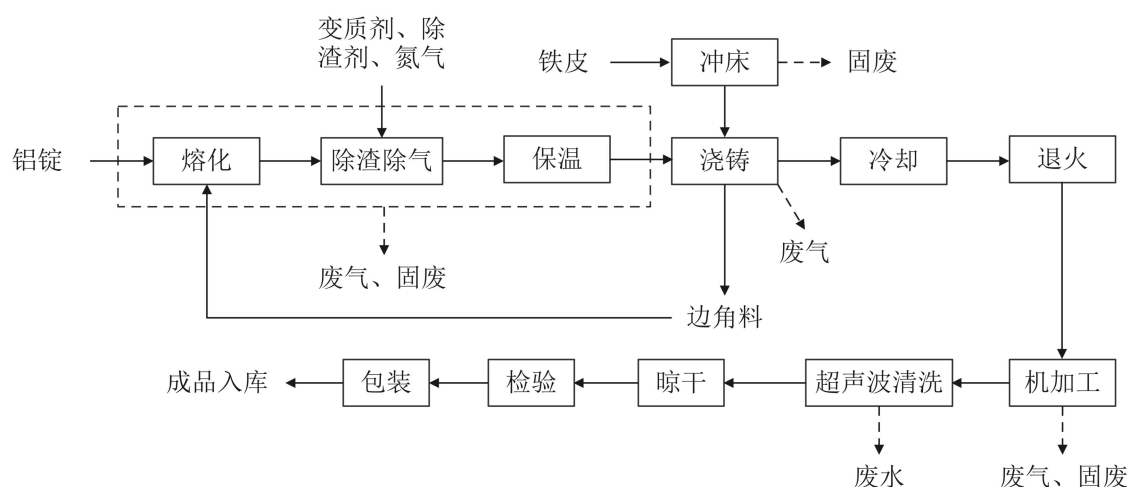 变质剂、除
渣剂、氮气
铁皮
冲床
固废
铝锭
熔化
除渣除气
保温
浇铸
冷却
退火
废气
废气、固废
边角料
成品入库
包装
检验
晾干
超声波清洗
机加工
废水
废气、固废